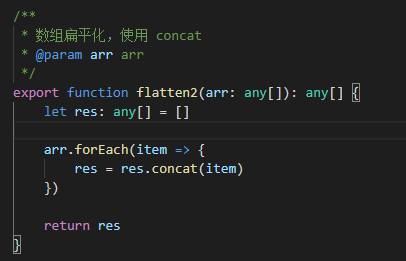 /**
 * 数组扁平化，使用 concat
 * @param arr arr
 */
export function flatten2(arr: any[]): any[] {
    let res: any[] = []

    arr.forEach(item => {
        res = res.concat(item)
    })

    return res
}